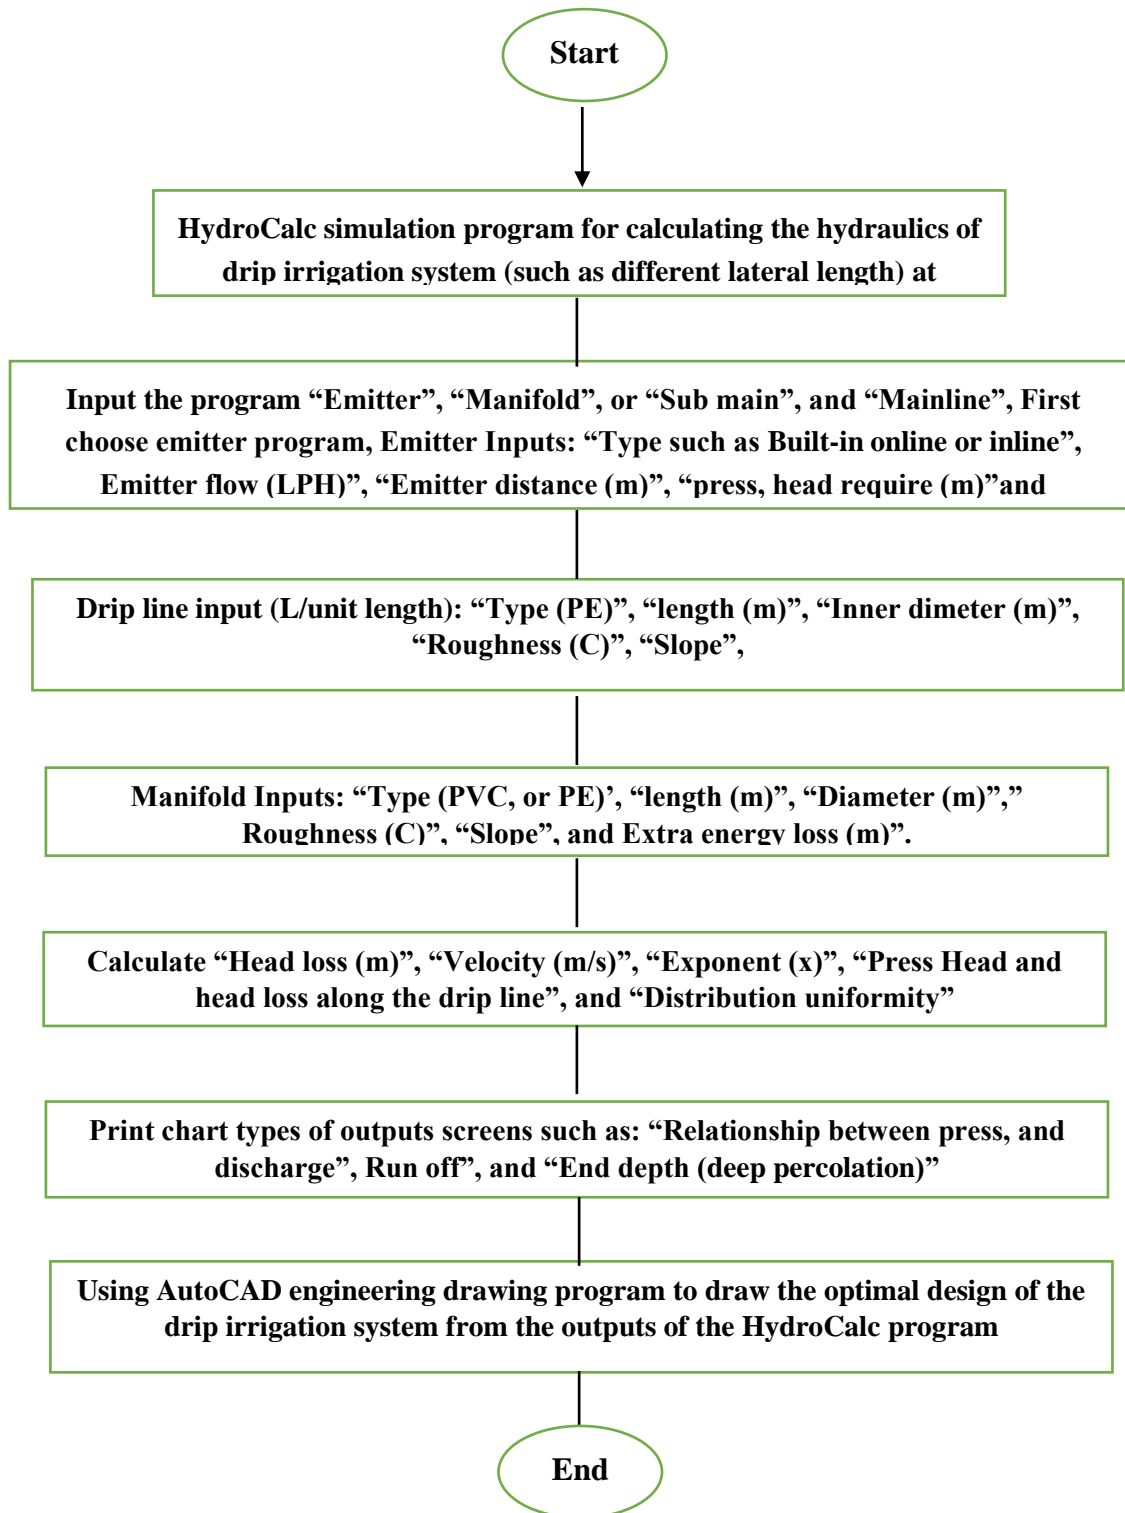 Start
HydroCalc simulation program for calculating the hydraulics of
drip irrigation system (such as different lateral length) at
Input the program “Emitter”, “Manifold”, or “Sub main”, and “Mainline”, First
choose emitter program, Emitter Inputs: “Type such as Built-in online or inline”,
Emitter flow (LPH)”, “Emitter distance (m)”, “press, head require (m)”and
Drip line input (L/unit length): “Type (PE)”, “length (m)”, “Inner dimeter (m)”,
“Roughness (C)”, “Slope”,
Manifold Inputs: “Type (PVC, or PE)’, “length (m)”, “Diameter (m)”,”
Roughness (C)”, “Slope”, and Extra energy loss (m)”.
Calculate “Head loss (m)”, “Velocity (m/s)”, “Exponent (x)”, “Press Head and
head loss along the drip line”, and “Distribution uniformity”
Print chart types of outputs screens such as: “Relationship between press, and
discharge”, Run off”, and “End depth (deep percolation)”
Using AutoCAD engineering drawing program to draw the optimal design of the
drip irrigation system from the outputs of the HydroCalc program
End